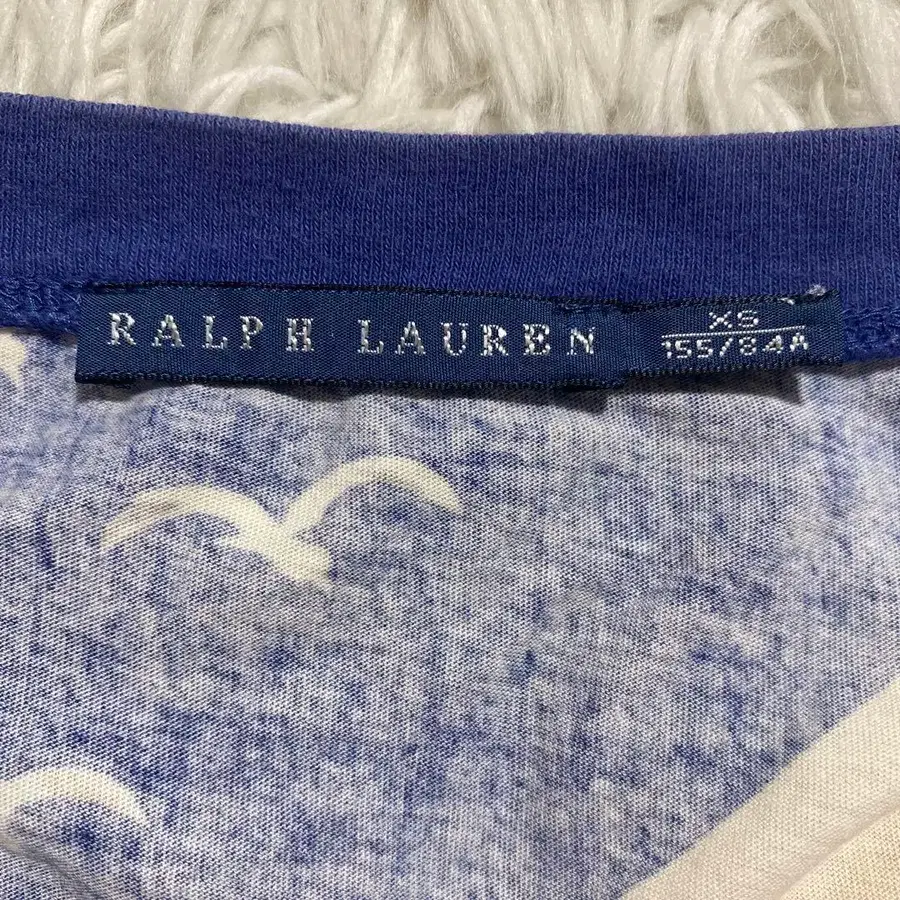 RALPH LAUREN
XS
155/84A